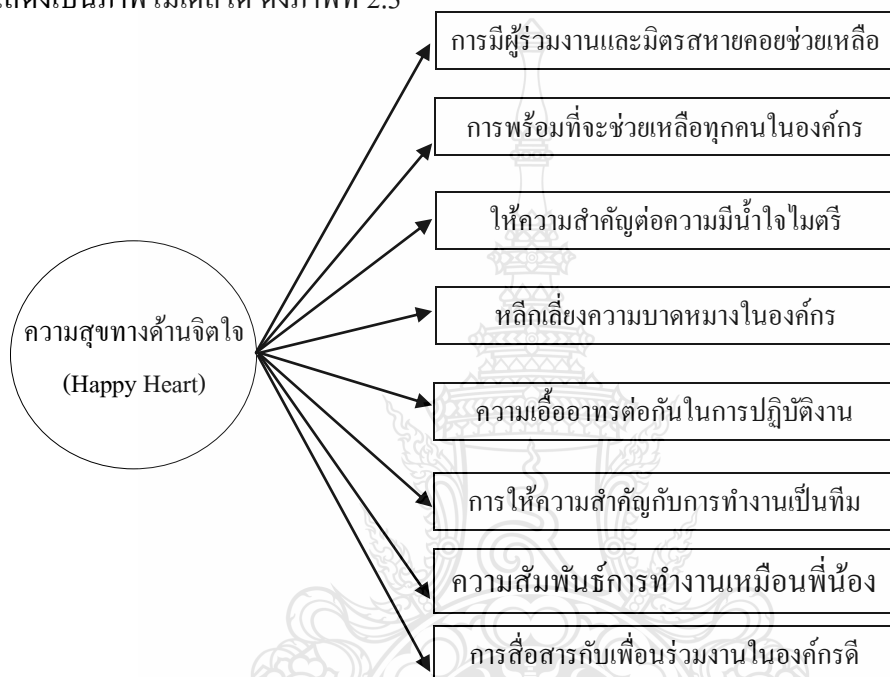 การมีผู้ร่วมงานและมิตรสหายคอยช่วยเหลือ
การพร้อมที่จะช่วยเหลือทุกคนในองค์กร
ให้ความสำคัญต่อความมีน้ำใจไมตรี
หลีกเลี่ยงความบาดหมางในองค์กร
ความสุขทางด้านจิตใจ
(Happy Heart)
ความเอื้ออาทรต่อกันในการปฏิบัติงาน
การให้ความสำคัญกับการทำงานเป็นทีม
ความสัมพันธ์การทำงานเหมือนพี่น้อง
การสื่อสารกับเพื่อนร่วมงานในองค์กรดี